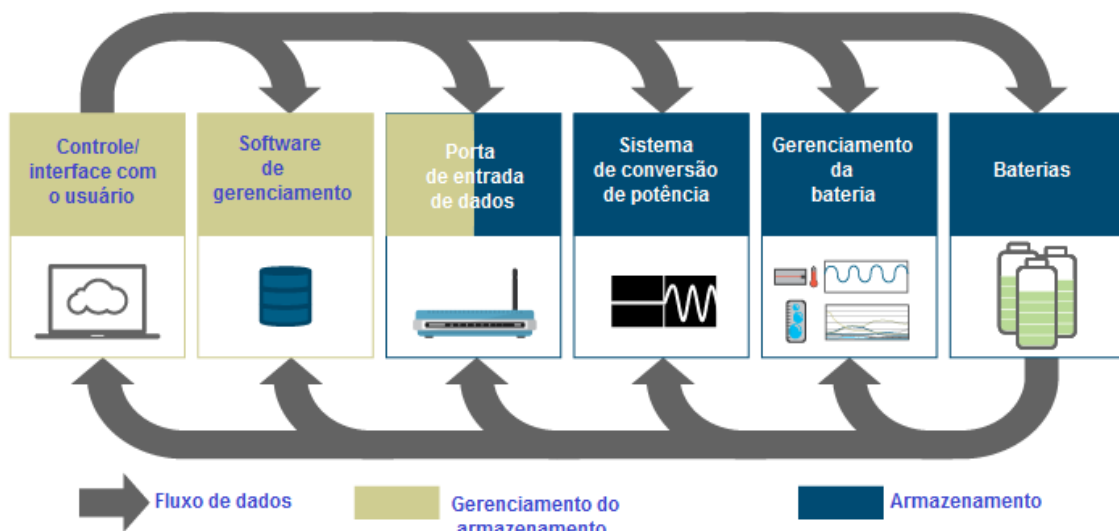 Controle/
interface com
o usuário
Software
de
gerenciamento
Porta
de entrada
de dados
Sistema
de conversão
de potência
Gerenciamento
da
bateria
Baterias
Fluxo de dados
Gerenciamento do
armazenamento
Armazenamento